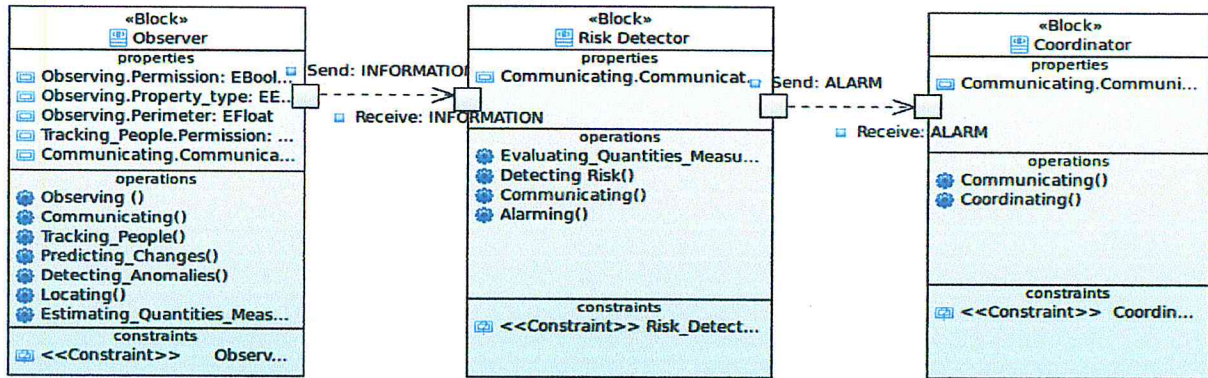 «Block»
Observer
properties
Observing.Permission: EBool...
Observing.Property_type: EE...
Observing.Perimeter: EFloat
Tracking_People.Permission: ...
Communicating.Communica...
operations
Observing ()
Communicating()
Tracking_People()
Predicting_Changes()
Detecting_Anomalies()
Locating()
Estimating_Quantities_Meas...
constraints
<<Constraint>> Observ...
Send: INFORMATION
Receive: INFORMATION
«Block»
Risk Detector
properties
Communicating.Communicat...
operations
Evaluating_Quantities_Measu...
Detecting Risk()
Communicating()
Alarming()
constraints
<<Constraint>> Risk_Detect...
Send: ALARM
Receive: ALARM
«Block»
Coordinator
properties
Communicating.Communi...
operations
Communicating()
Coordinating()
constraints
<<Constraint>> Coordin...